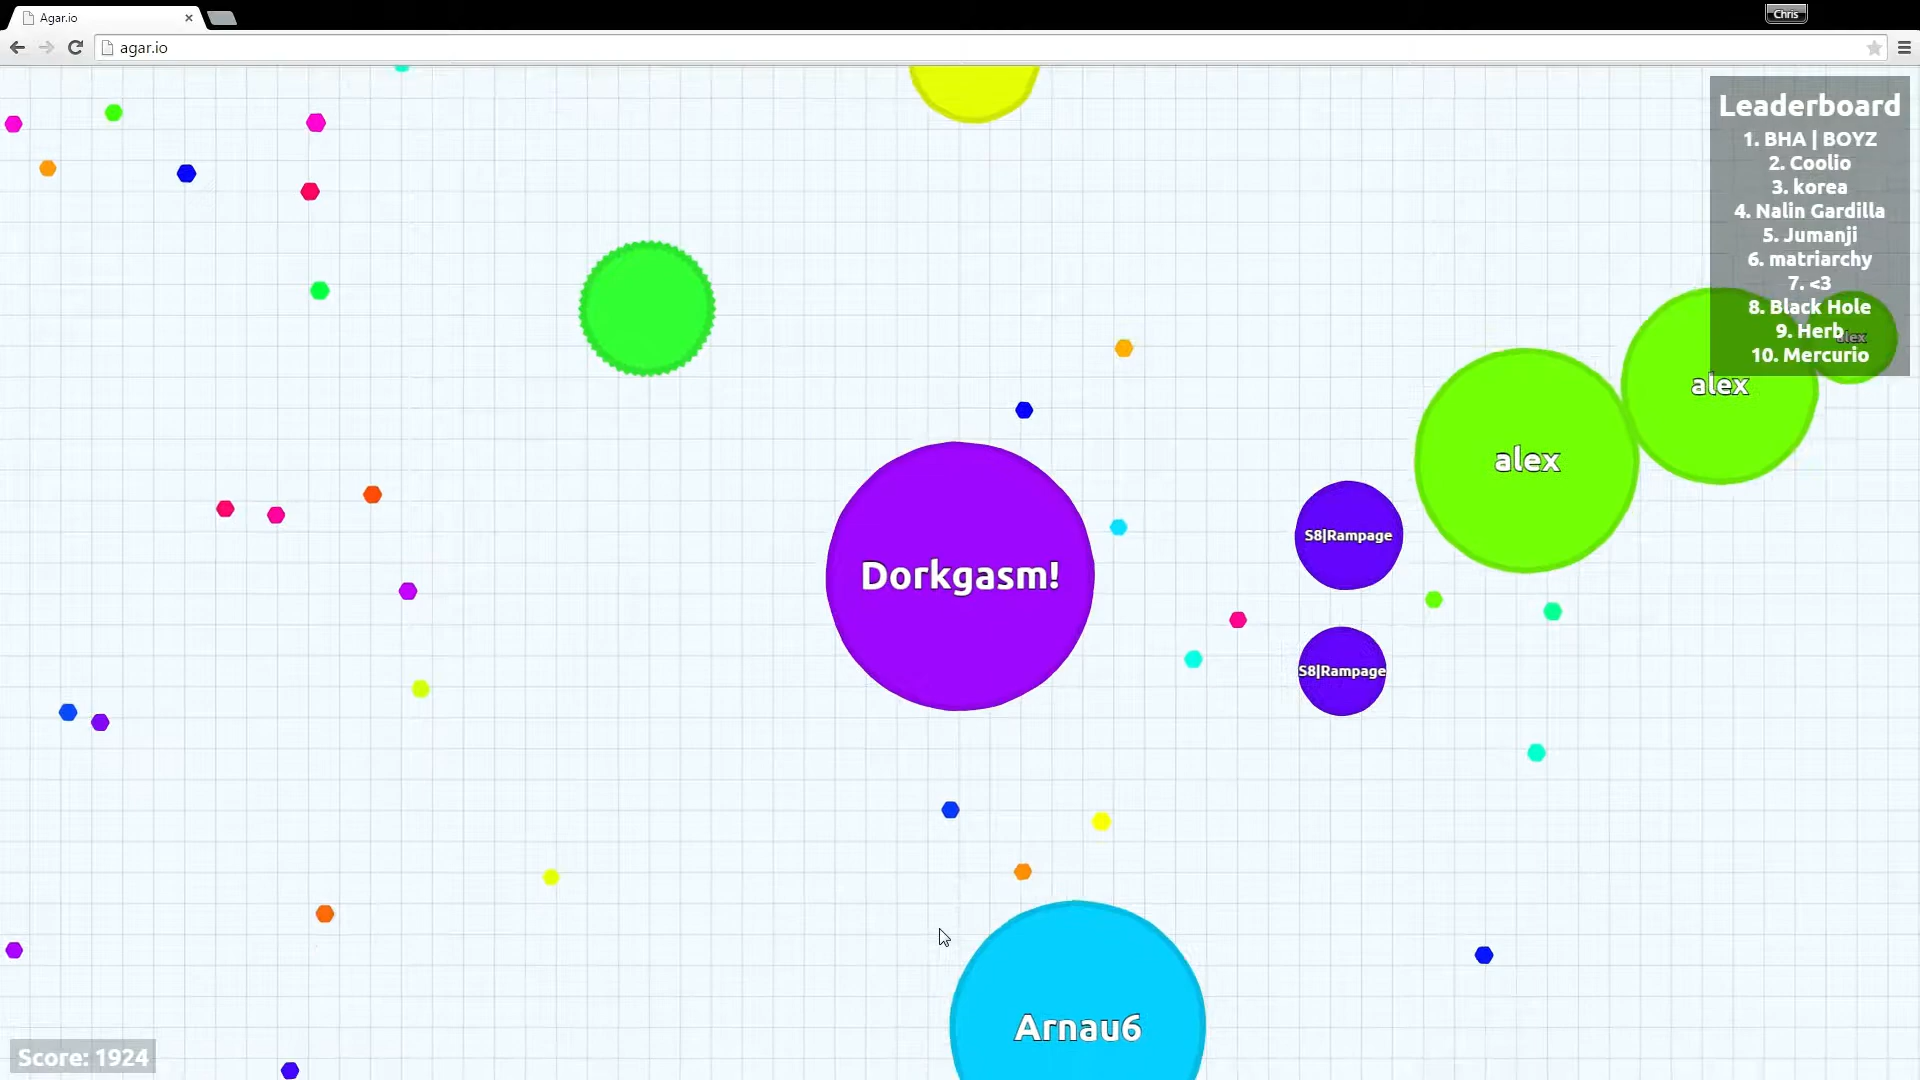 Agar.io
Chris
agar.io
Leaderboard
1. BHA | BOYZ
2. Coolio
3. korea
4. Nalin Gardilla
5. Jumanji
6. matriarchy
7. <3
8. Black Hole
9. Herb
10. Mercurio
alex
alex
alex
S8|Rampage
Dorkgasm!
S8|Rampage
Arnau6
Score: 1924